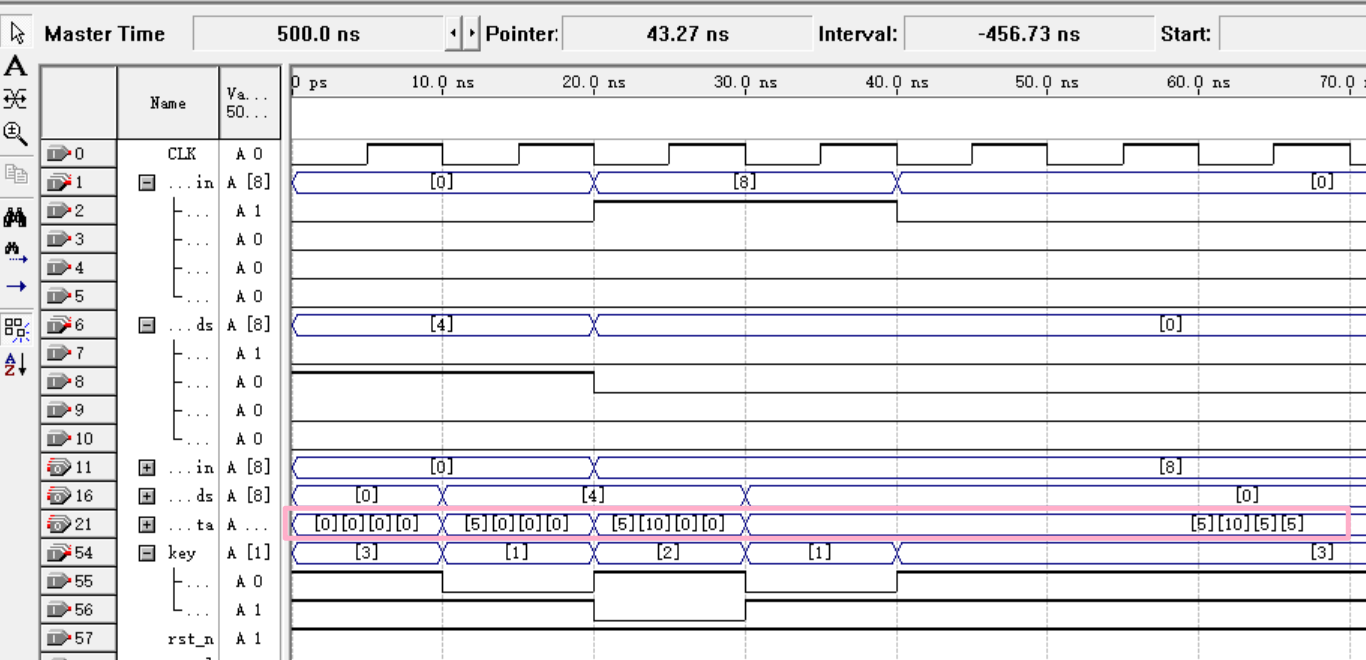 Master Time 500.0 ns Pointer: 43.27 ns Interval: -456.73 ns Start:
A
Name Va... 50... 0 ps 10.0 ns 20.0 ns 30.0 ns 40.0 ns 50.0 ns 60.0 ns 70.0
0 CLK A 0
1 ...in A [8] [0] [8] [0]
2 ... A 1
3 ... A 0
4 ... A 0
5 ... A 0
6 ...ds A [8] [4] [0]
7 ... A 1
8 ... A 0
9 ... A 0
10 ... A 0
11 ...in A [8] [0] [8]
16 ...ds A [8] [0] [4] [0]
21 ...ta A ... [0][0][0][0] [5][0][0][0] [5][10][0][0] [5][10][5][5]
54 key A [1] [3] [1] [2] [1] [3]
55 ... A 0
56 ... A 1
57 rst_n A 1